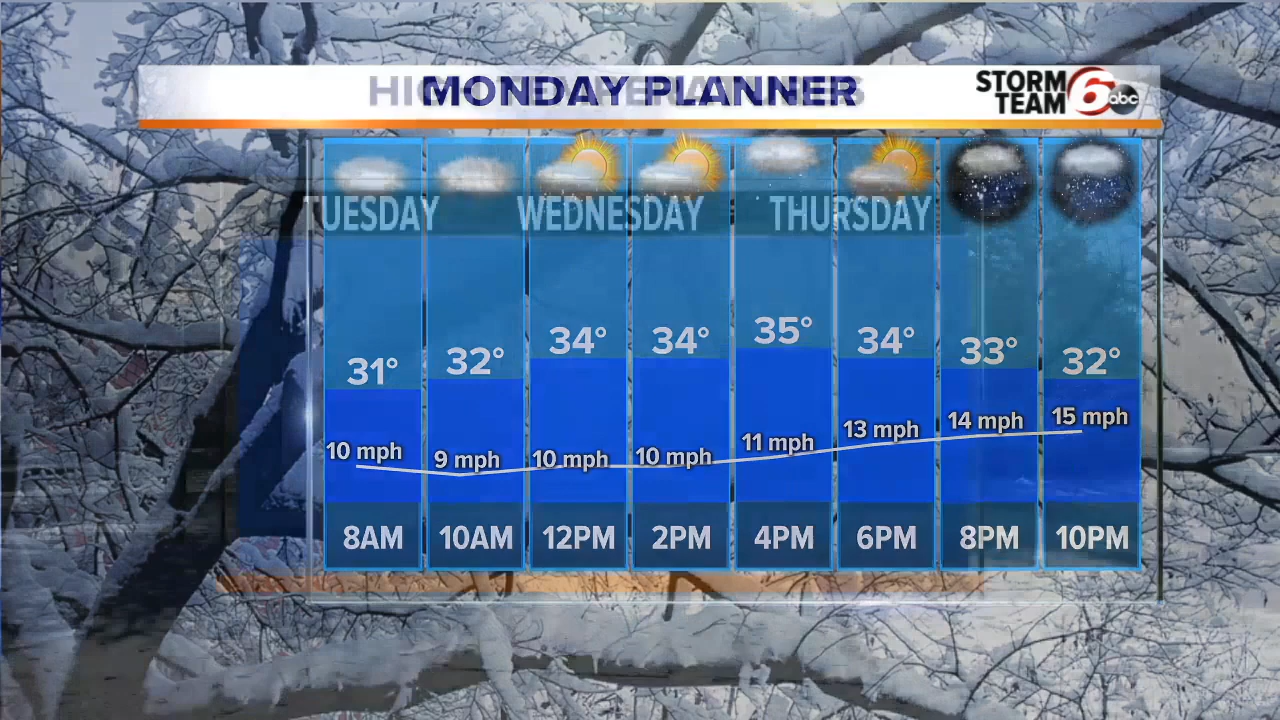 MONDAY PLANNER
STORM
TEAM 6 abc
TUESDAY WEDNESDAY THURSDAY
31° 32° 34° 34° 35° 34° 33° 32°
10 mph 9 mph 10 mph 10 mph 11 mph 13 mph 14 mph 15 mph
8AM 10AM 12PM 2PM 4PM 6PM 8PM 10PM